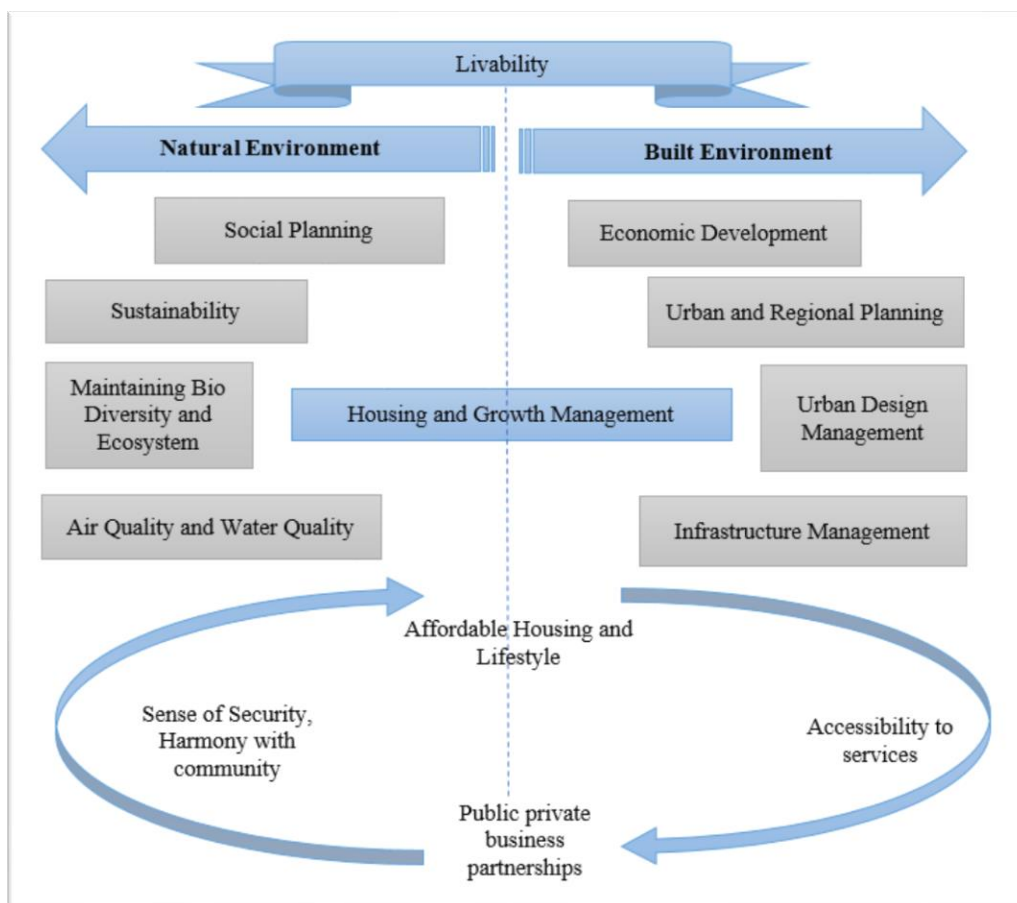 Livability
Natural Environment
Built Environment
Social Planning
Economic Development
Sustainability
Urban and Regional Planning
Maintaining Bio
Diversity and
Ecosystem
Housing and Growth Management
Urban Design
Management
Air Quality and Water Quality
Infrastructure Management
Affordable Housing and
Lifestyle
Sense of Security,
Harmony with
community
Accessibility to
services
Public private
business
partnerships